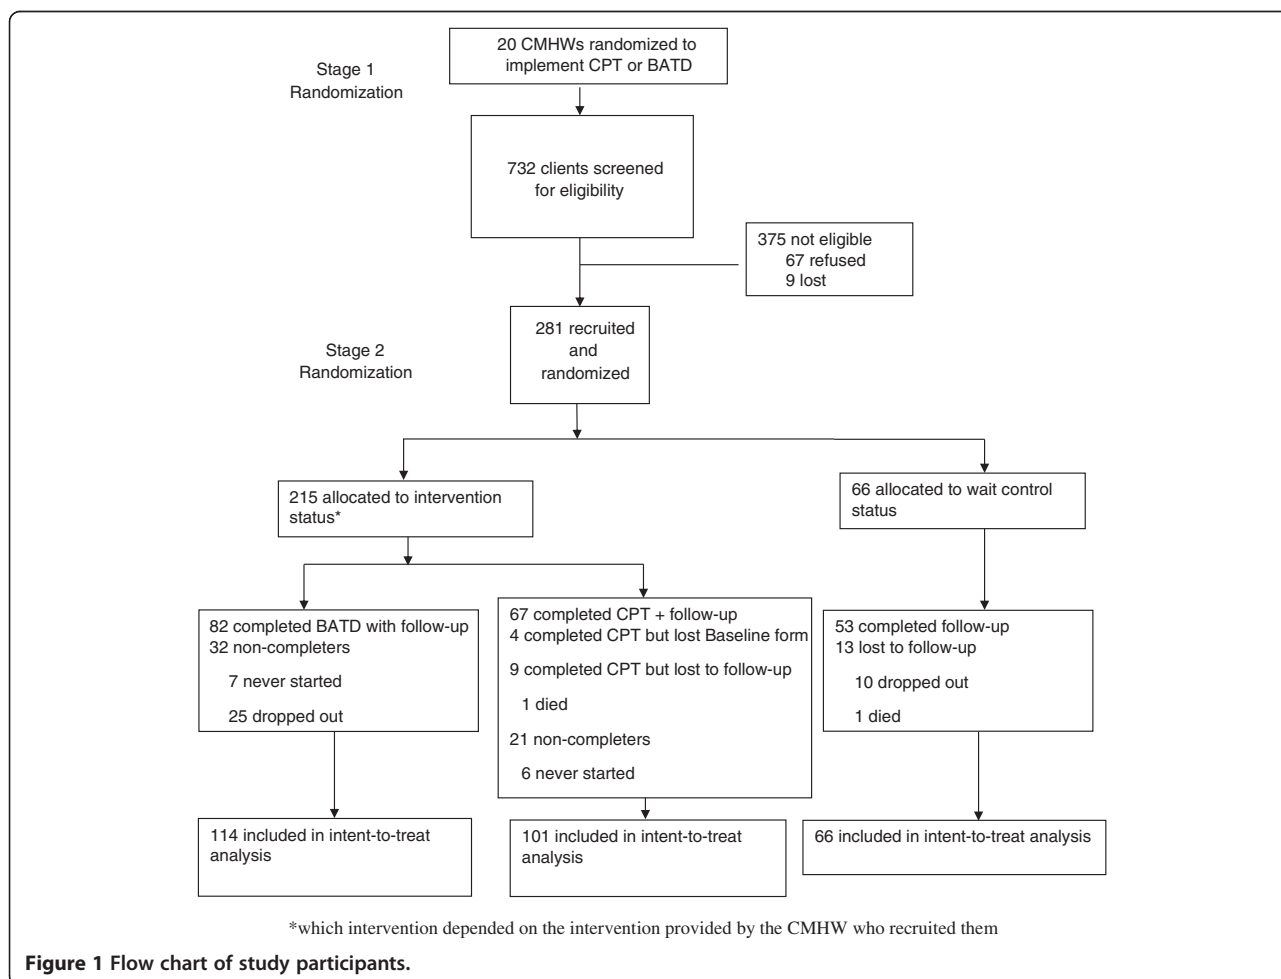 20 CMHWs randomized to
implement CPT or BATD
Stage 1
Randomization
732 clients screened
for eligibility
375 not eligible
67 refused
9 lost
281 recruited
and
randomized
Stage 2
Randomization
215 allocated to intervention
status*
66 allocated to wait control
status
82 completed BATD with follow-up
32 non-completers
7 never started
25 dropped out
67 completed CPT + follow-up
4 completed CPT but lost Baseline form
9 completed CPT but lost to follow-up
1 died
21 non-completers
6 never started
53 completed follow-up
13 lost to follow-up
10 dropped out
1 died
114 included in intent-to-treat
analysis
101 included in intent-to-treat
analysis
66 included in intent-to-treat analysis
*which intervention depended on the intervention provided by the CMHW who recruited them
Figure 1 Flow chart of study participants.